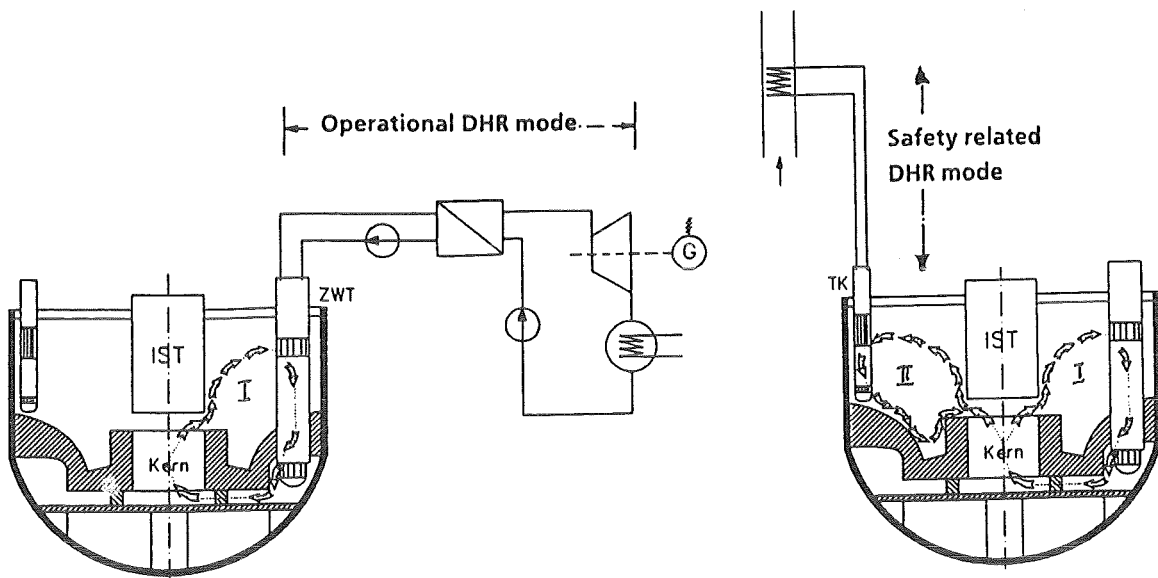 Operational DHR mode
Safety related
DHR mode
G
ZWT
TK
IST
I
Kern
IST
II
I
Kern